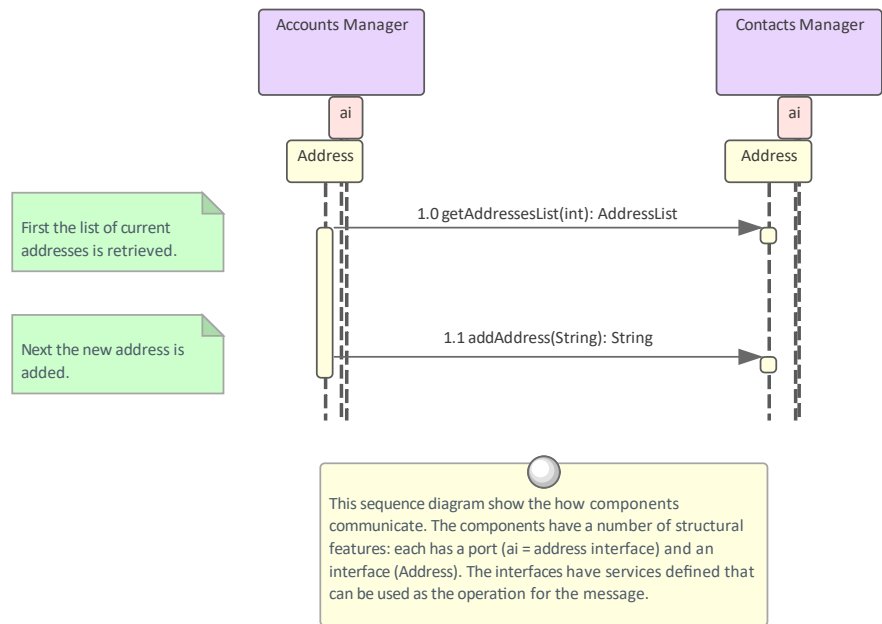 Accounts Manager
Contacts Manager
ai
ai
Address
Address
First the list of current
addresses is retrieved.
1.0 getAddressesList(int): AddressList
Next the new address is
added.
1.1 addAddress(String): String
This sequence diagram show the how components
communicate. The components have a number of structural
features: each has a port (ai = address interface) and an
interface (Address). The interfaces have services defined that
can be used as the operation for the message.